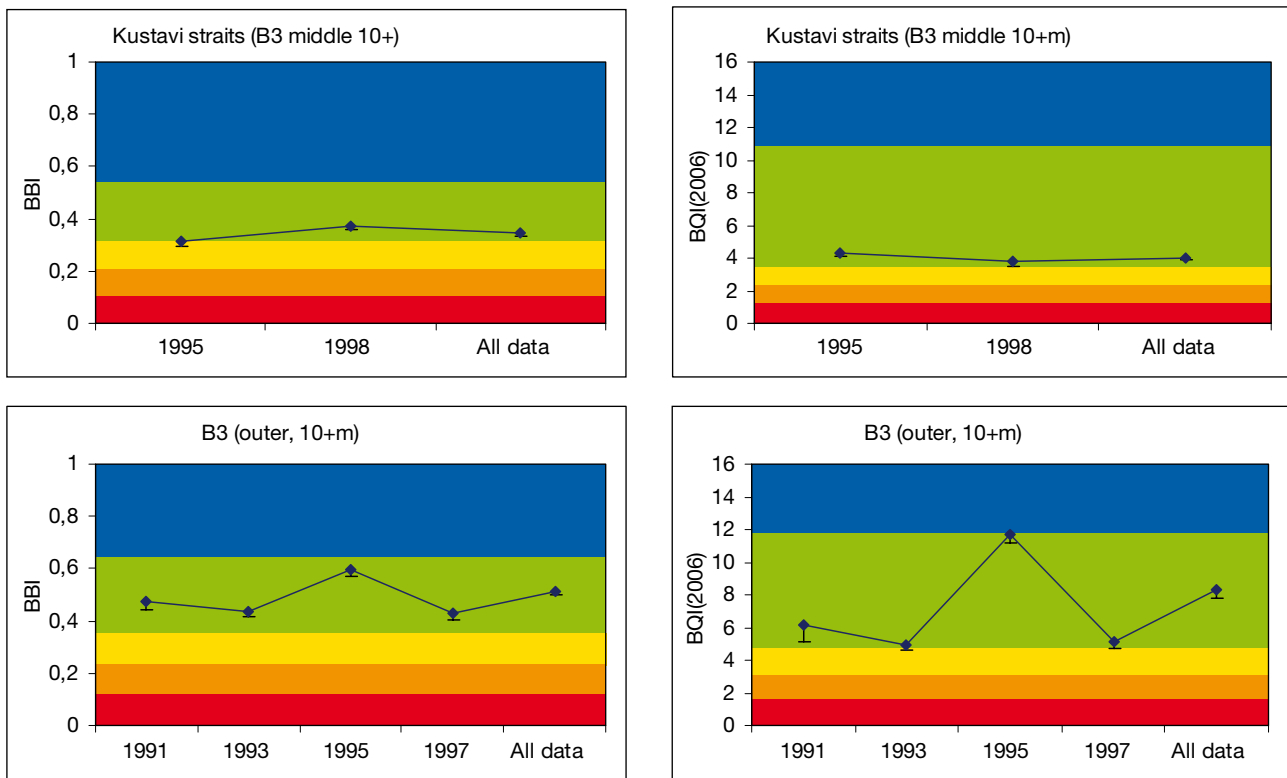 Kustavi straits (B3 middle 10+)
1
0,8
0,6
0,4
0,2
0
BBI
1995 1998 All data
Kustavi straits (B3 middle 10+m)
16
14
12
10
8
6
4
2
0
BQI(2006)
1995 1998 All data
B3 (outer, 10+m)
1
0,8
0,6
0,4
0,2
0
BBI
1991 1993 1995 1997 All data
B3 (outer, 10+m)
16
14
12
10
8
6
4
2
0
BQI(2006)
1991 1993 1995 1997 All data